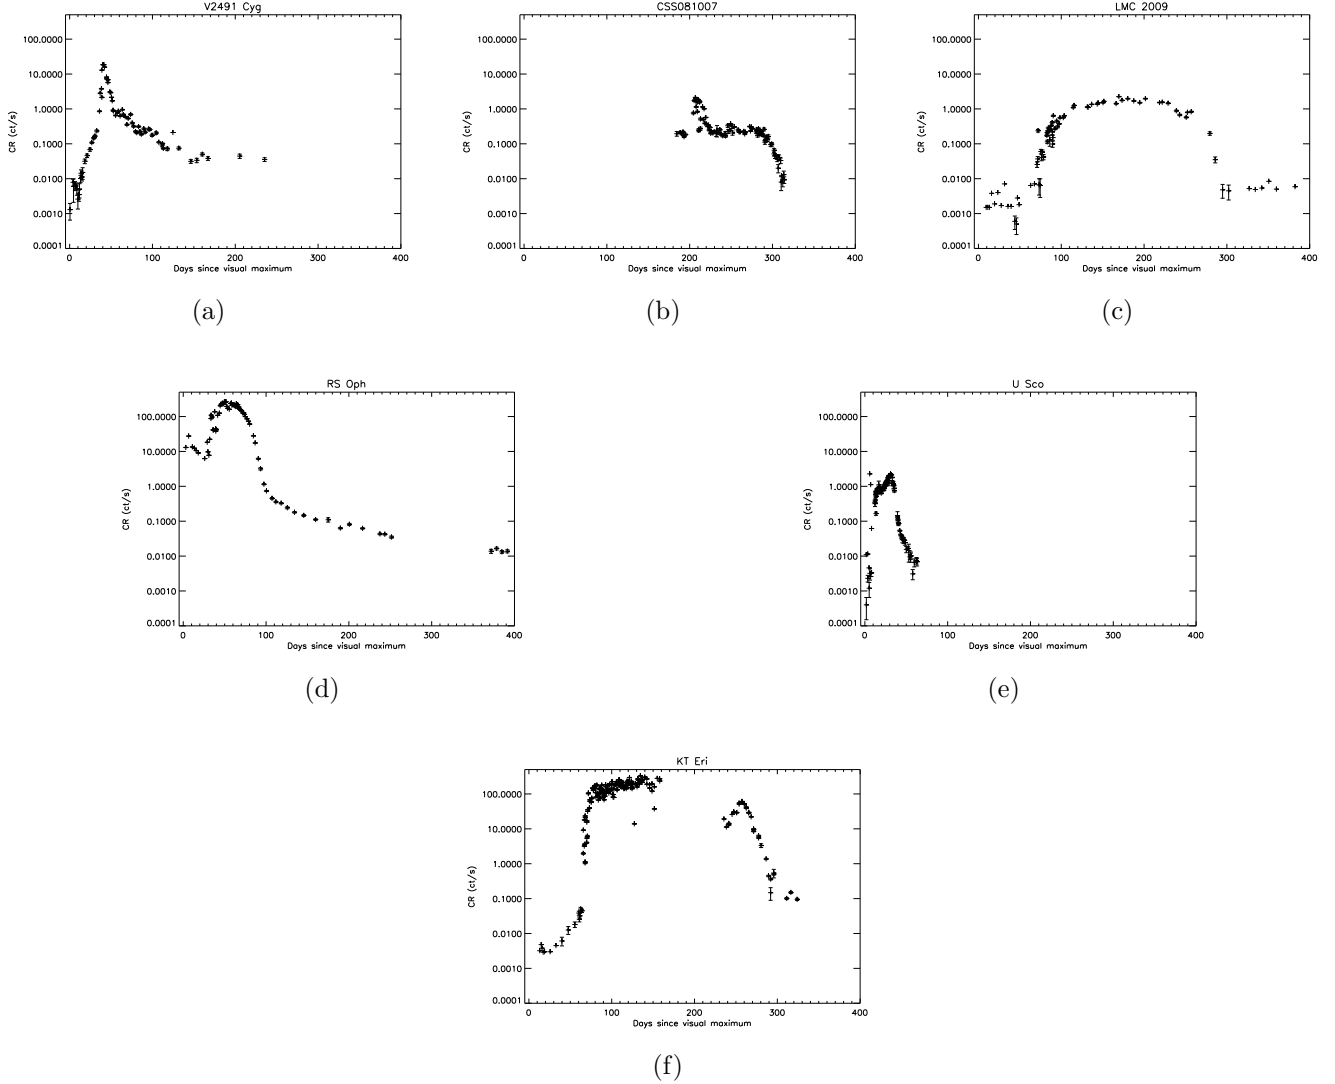 V2491 Cyg
100.0000
10.0000
1.0000
0.1000
0.0100
0.0010
0.0001
CR (ct/s)
0 100 200 300 400
Days since visual maximum
(a)
CSS081007
100.0000
10.0000
1.0000
0.1000
0.0100
0.0010
0.0001
CR (ct/s)
0 100 200 300 400
Days since visual maximum
(b)
LMC 2009
100.0000
10.0000
1.0000
0.1000
0.0100
0.0010
0.0001
CR (ct/s)
0 100 200 300 400
Days since visual maximum
(c)
RS Oph
100.0000
10.0000
1.0000
0.1000
0.0100
0.0010
0.0001
CR (ct/s)
0 100 200 300 400
Days since visual maximum
(d)
U Sco
100.0000
10.0000
1.0000
0.1000
0.0100
0.0010
0.0001
CR (ct/s)
0 100 200 300 400
Days since visual maximum
(e)
KT Eri
100.0000
10.0000
1.0000
0.1000
0.0100
0.0010
0.0001
CR (ct/s)
0 100 200 300 400
Days since visual maximum
(f)